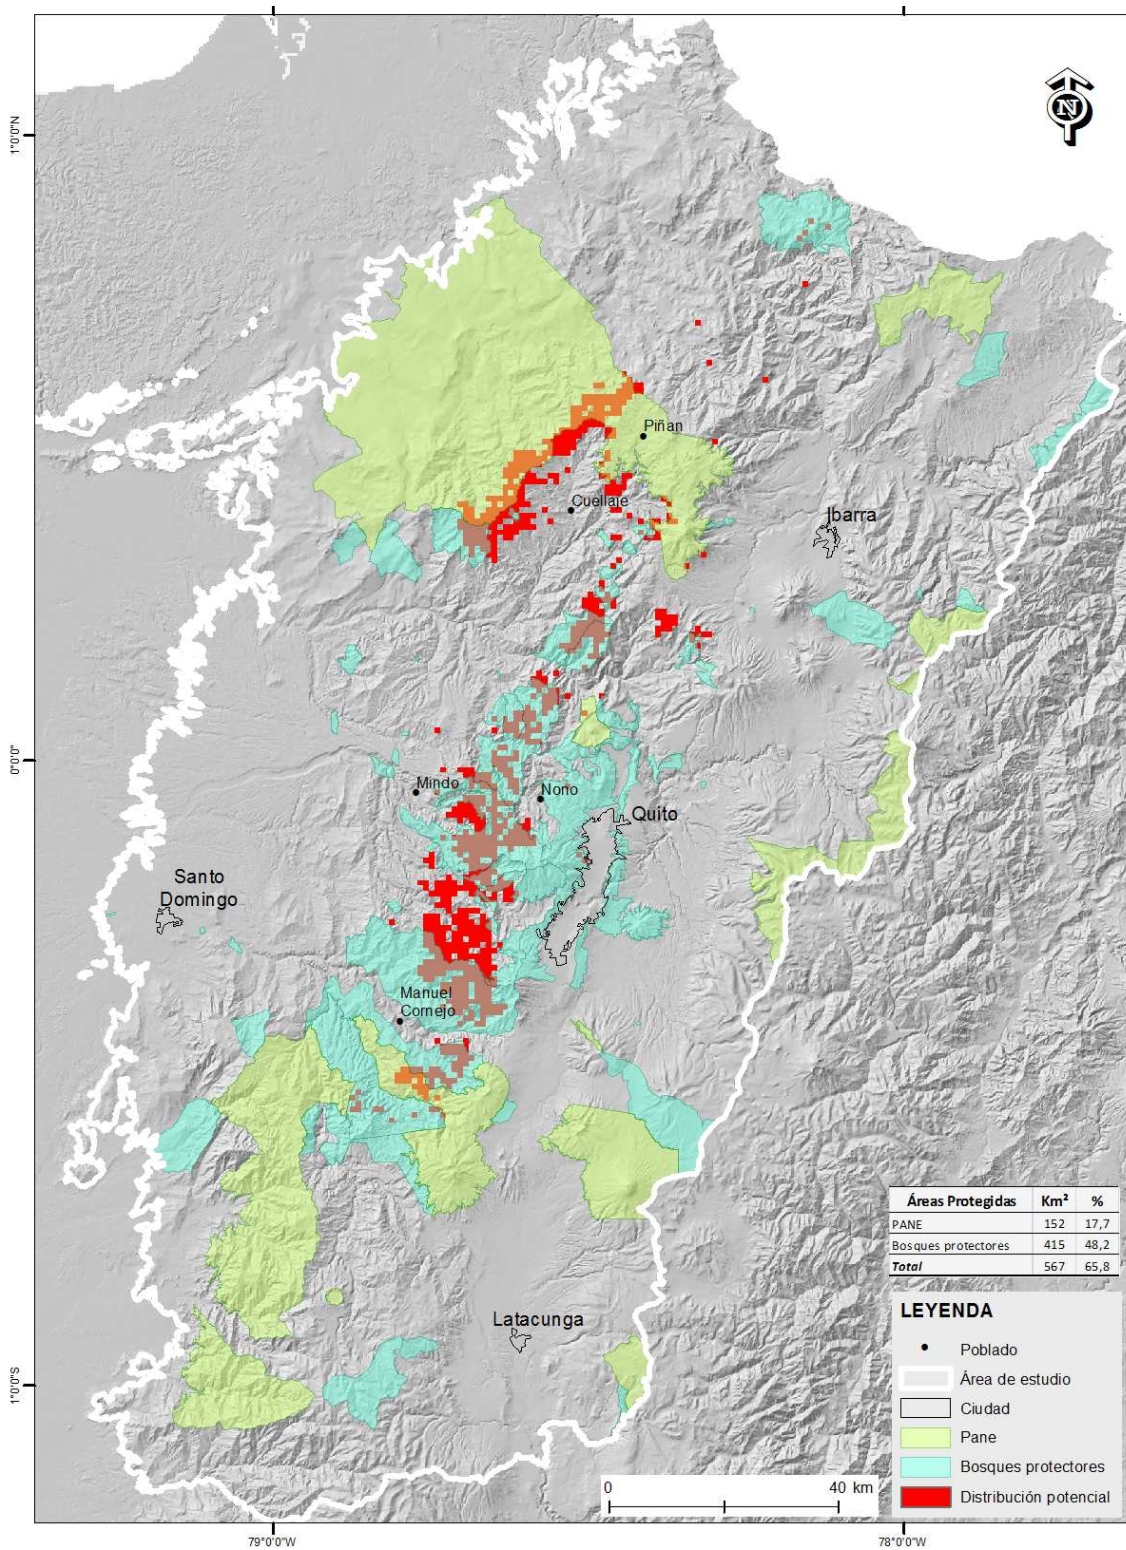 N
1°0'0"N
Piñan
Cuellaje
Ibarra
0°0'0"
Mindo
Nono
Quito
Santo
Domingo
Manuel
Cornejo
Áreas Protegidas Km² %
PANE 152 17,7
Bosques protectores 415 48,2
Total 567 65,8
Latacunga
LEYENDA
Poblado
Área de estudio
Ciudad
Pane
Bosques protectores
Distribución potencial
1°0'0"S
0 40 km
79°0'0"W 78°0'0"W